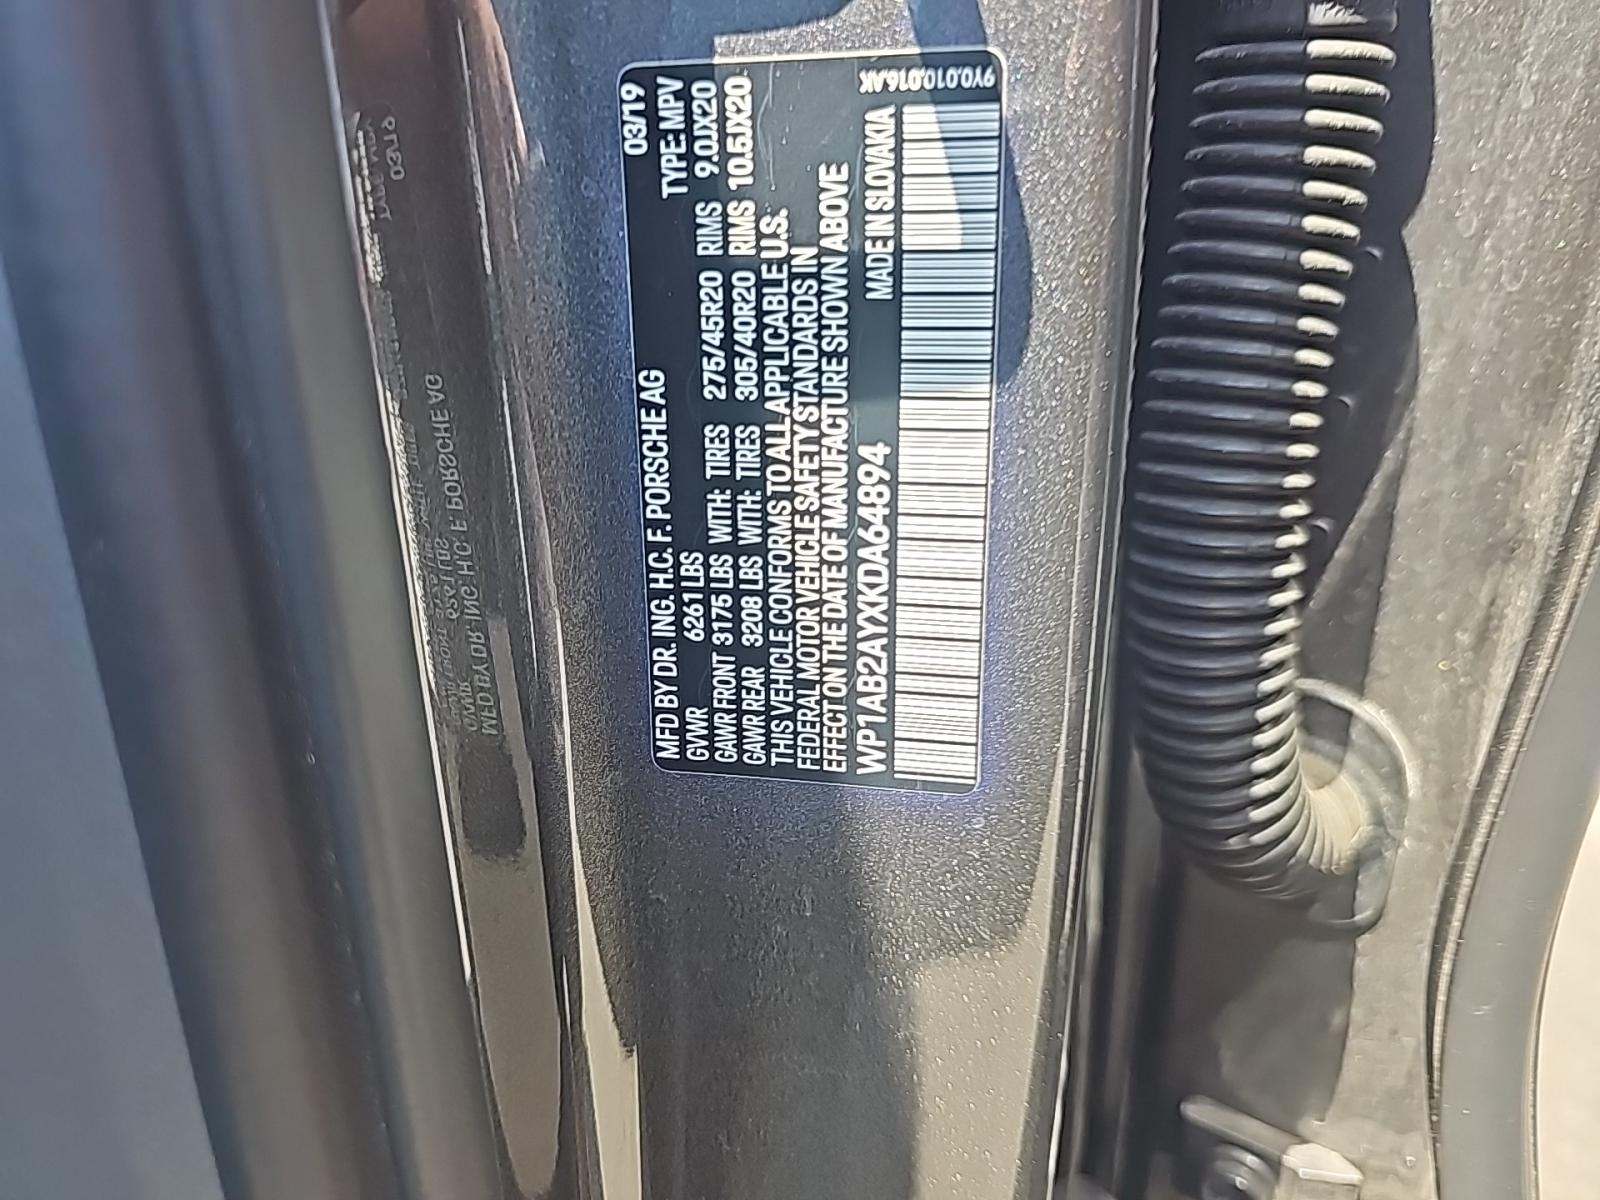 03/19
MFD BY DR. ING. H.C. F. PORSCHE AG
GVWR 6261 LBS TYPE: MPV
GAWR FRONT 3175 LBS WITH: TIRES 275/45R20 RIMS 9.0JX20
GAWR REAR 3208 LBS WITH: TIRES 305/40R20 RIMS 10.5JX20
THIS VEHICLE CONFORMS TO ALL APPLICABLE U.S.
FEDERAL MOTOR VEHICLE SAFETY STANDARDS IN
EFFECT ON THE DATE OF MANUFACTURE SHOWN ABOVE
WP1AB2AYXKDA64894 MADE IN SLOVAKIA
9Y0.010.016.AK